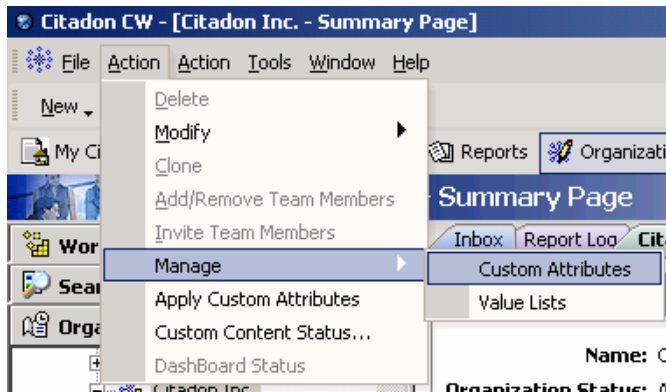 Citadon CW - [Citadon Inc. - Summary Page]
File Action Action Tools Window Help
New
Delete
Modify
My Reports
Clone
Add/Remove Team Members
Summary Page
Invite Team Members
Inbox Report Log
Manage
Custom Attributes
Apply Custom Attributes
Value Lists
Custom Content Status...
DashBoard Status
Name:
Citadon Inc.
Organization Status: